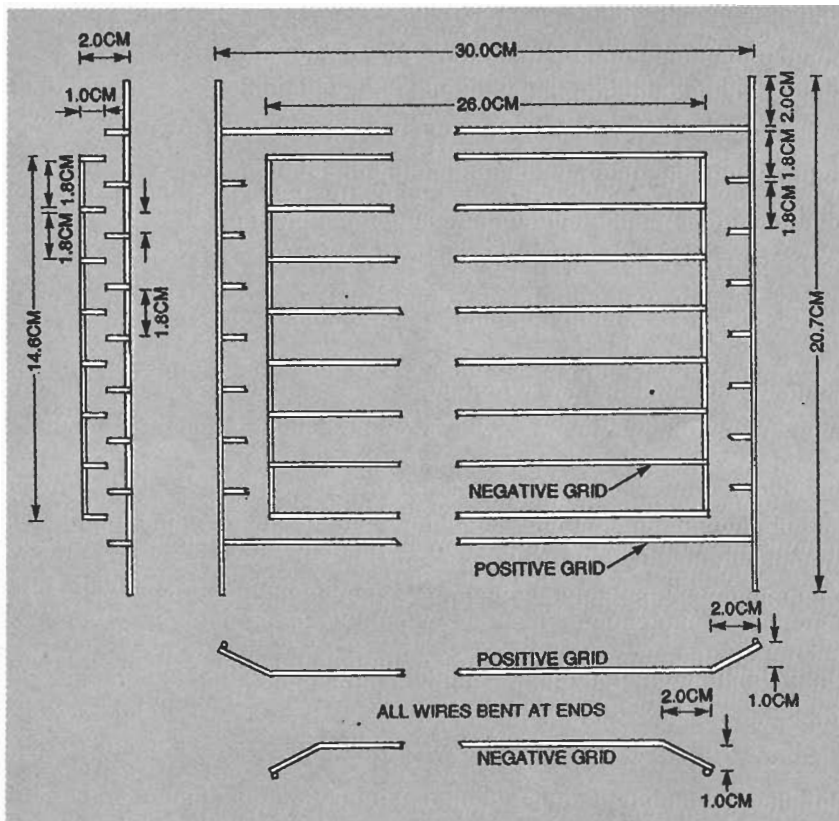 2.0CM
30.0CM
1.0CM
26.0CM
2.0CM
1.8CM
1.8CM
1.8CM
1.8CM
1.8CM
14.6CM
20.7CM
NEGATIVE GRID
POSITIVE GRID
2.0CM
POSITIVE GRID
2.0CM
1.0CM
ALL WIRES BENT AT ENDS
NEGATIVE GRID
1.0CM